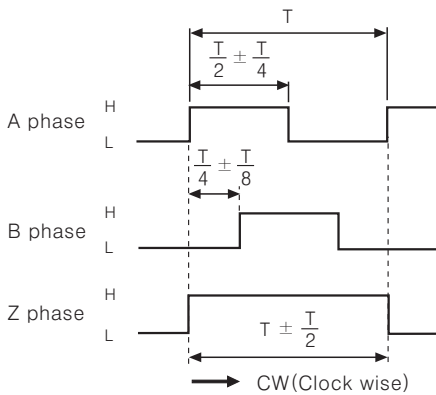 T
T/2 ± T/4
H
A phase
L
T/4 ± T/8
H
B phase
L
H
Z phase
L
T ± T/2
CW(Clock wise)